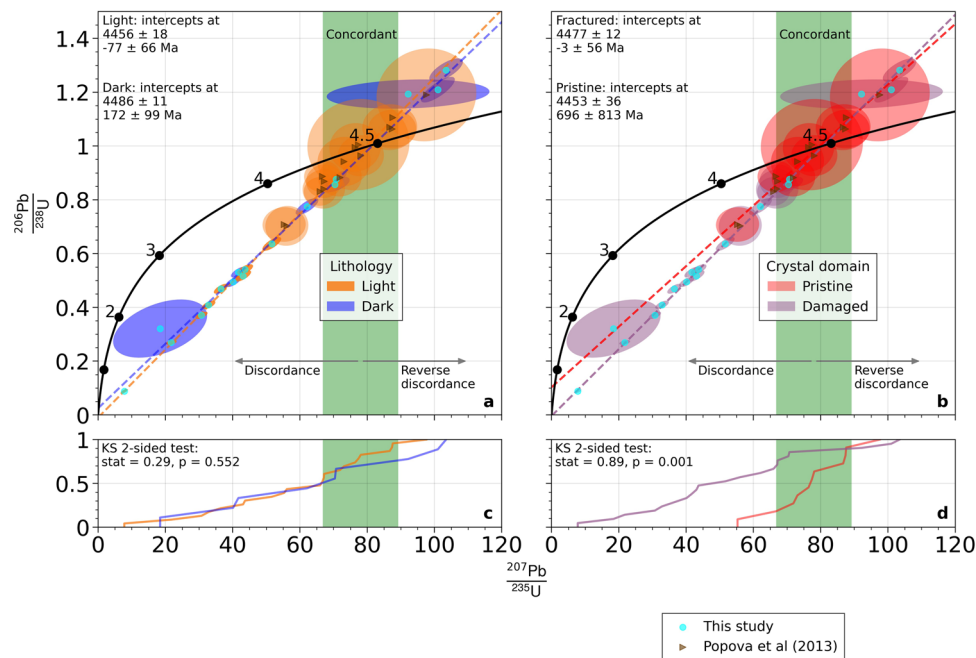 Light: intercepts at
4456 ± 18
-77 ± 66 Ma
Dark: intercepts at
4486 ± 11
172 ± 99 Ma
Concordant
4.5
4
3
2
Lithology
Light
Dark
Discordance
Reverse
discordance
a
1.4
1.2
1.0
0.8
0.6
0.4
0.2
0
206Pb
238U
Fractured: intercepts at
4477 ± 12
-3 ± 56 Ma
Pristine: intercepts at
4453 ± 36
696 ± 813 Ma
Concordant
4.5
4
3
2
Crystal domain
Pristine
Damaged
Discordance
Reverse
discordance
b
KS 2-sided test:
stat = 0.29, p = 0.552
c
1
0.5
0
0 20 40 60 80 100 120
KS 2-sided test:
stat = 0.89, p = 0.001
d
0 20 40 60 80 100 120
207Pb
235U
This study
Popova et al (2013)